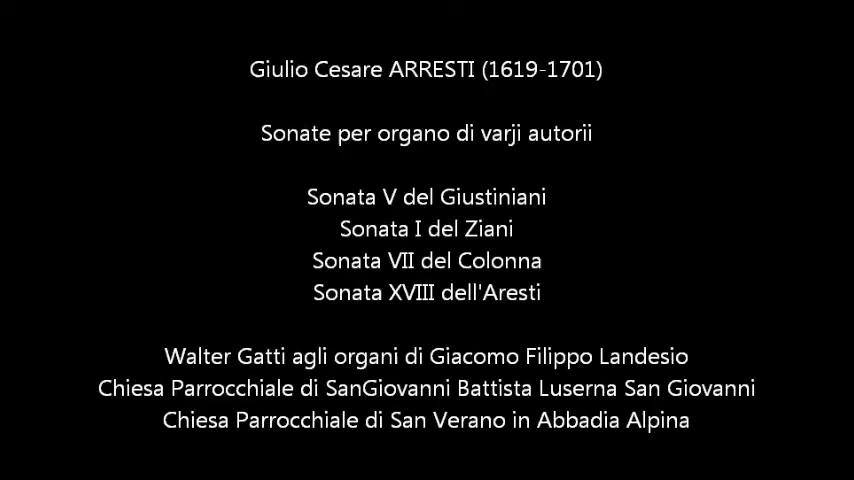 Giulio Cesare ARRESTI (1619-1701)
Sonate per organo di varji autorii
Sonata V del Giustiniani
Sonata I del Ziani
Sonata VII del Colonna
Sonata XVIII dell'Aresti
Walter Gatti agli organi di Giacomo Filippo Landesio
Chiesa Parrocchiale di SanGiovanni Battista Luserna San Giovanni
Chiesa Parrocchiale di San Verano in Abbadia Alpina